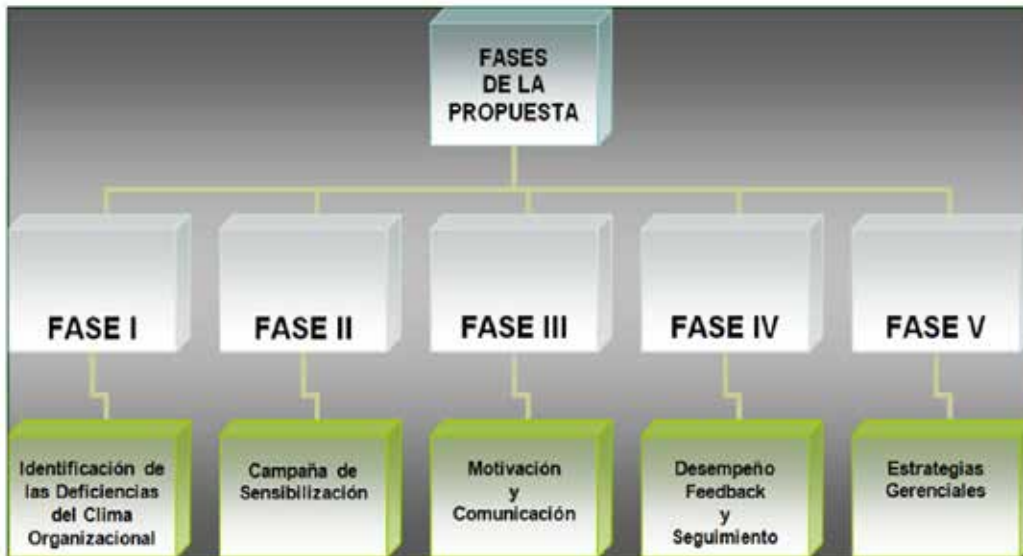 FASES
DE LA
PROPUESTA
FASE I
FASE II
FASE III
FASE IV
FASE V
Identificación de
las Deficiencias
del Clima
Organizacional
Campaña de
Sensibilización
Motivación
y
Comunicación
Desempeño
Feedback
y
Seguimiento
Estrategias
Gerenciales